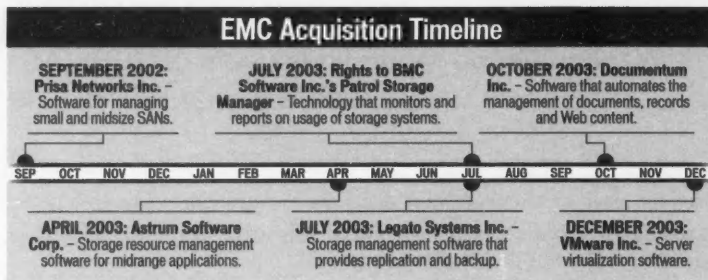 EMC Acquisition Timeline
SEPTEMBER 2002:
Prisa Networks Inc. –
Software for managing
small and midsize SANs.
JULY 2003: Rights to BMC
Software Inc.'s Patrol Storage
Manager – Technology that monitors and
reports on usage of storage systems.
OCTOBER 2003: Documentum
Inc. – Software that automates the
management of documents, records
and Web content.
SEP OCT NOV DEC JAN FEB MAR APR MAY JUN JUL AUG SEP OCT NOV DEC
APRIL 2003: Astrum Software
Corp. – Storage resource management
software for midrange applications.
JULY 2003: Legato Systems Inc. –
Storage management software that
provides replication and backup.
DECEMBER 2003:
VMware Inc. – Server
virtualization software.